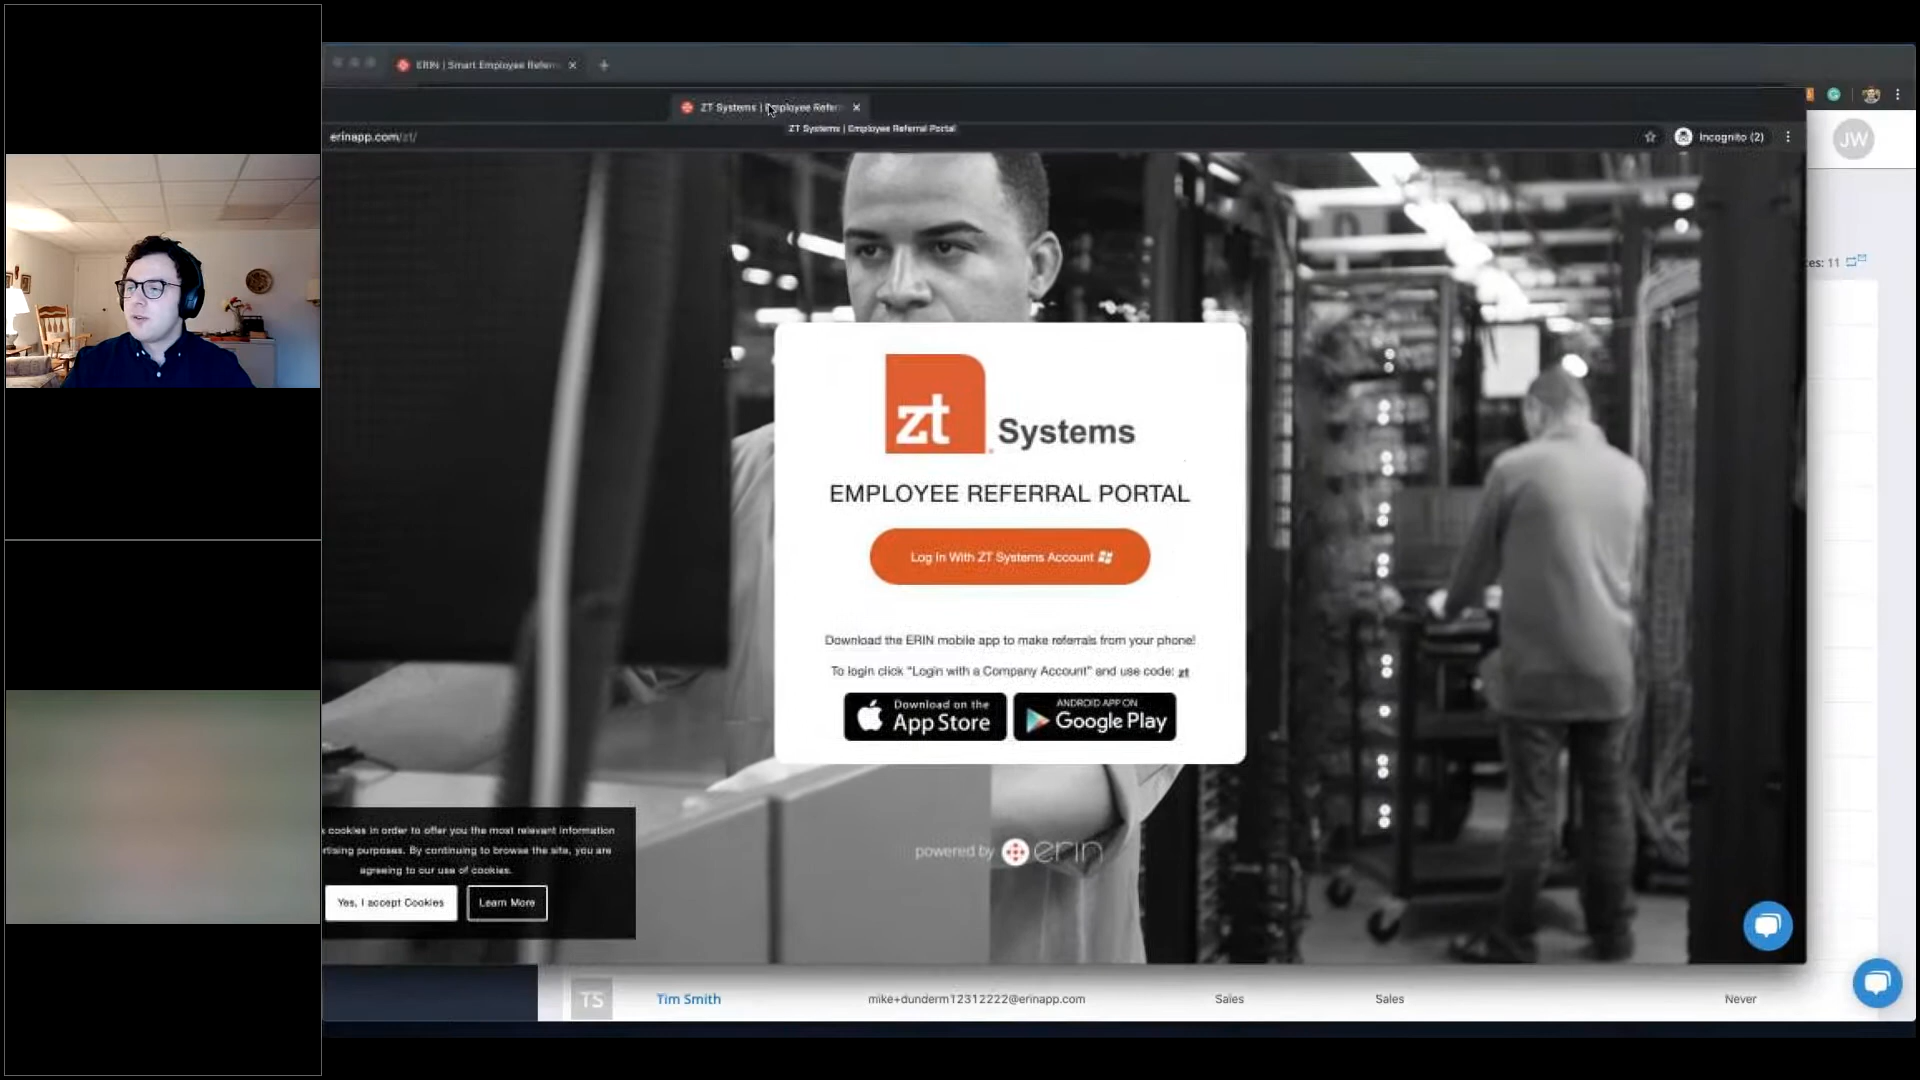 ERIN | Smart Employee Referr
ZT Systems | Employee Refer
ZT Systems | Employee Referral Portal
erinapp.com/zt/
Incognito (2)
JW
es: 11
zt Systems
EMPLOYEE REFERRAL PORTAL
Log In With ZT Systems Account
Download the ERIN mobile app to make referrals from your phone!
To login click "Login with a Company Account" and use code: zt
Download on the
App Store
ANDROID APP ON
Google Play
cookies in order to offer you the most relevant information
rtising purposes. By continuing to browse the site, you are
agreeing to our use of cookies.
Yes, I accept Cookies
Learn More
powered by erin
TS Tim Smith mike+dunderm12312222@erinapp.com Sales Sales Never